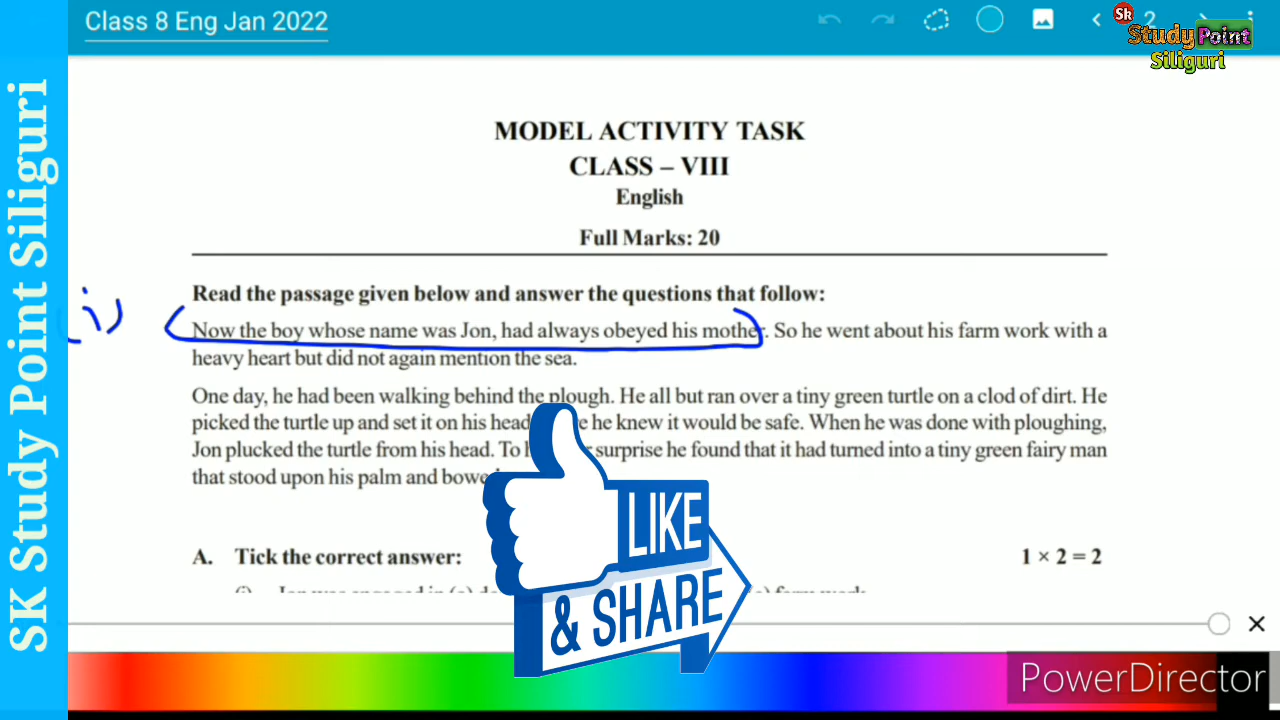 Class 8 Eng Jan 2022
2
Sk
Study Point
Siliguri
SK Study Point Siliguri
MODEL ACTIVITY TASK
CLASS – VIII
English
Full Marks: 20
Read the passage given below and answer the questions that follow:
(i)
Now the boy whose name was Jon, had always obeyed his mother. So he went about his farm work with a
heavy heart but did not again mention the sea.
One day, he had been walking behind the plough. He all but ran over a tiny green turtle on a clod of dirt. He
picked the turtle up and set it on his head he knew it would be safe. When he was done with ploughing,
Jon plucked the turtle from his head. To surprise he found that it had turned into a tiny green fairy man
that stood upon his palm and
A. Tick the correct answer: 1 × 2 = 2
LIKE
& SHARE
PowerDirector